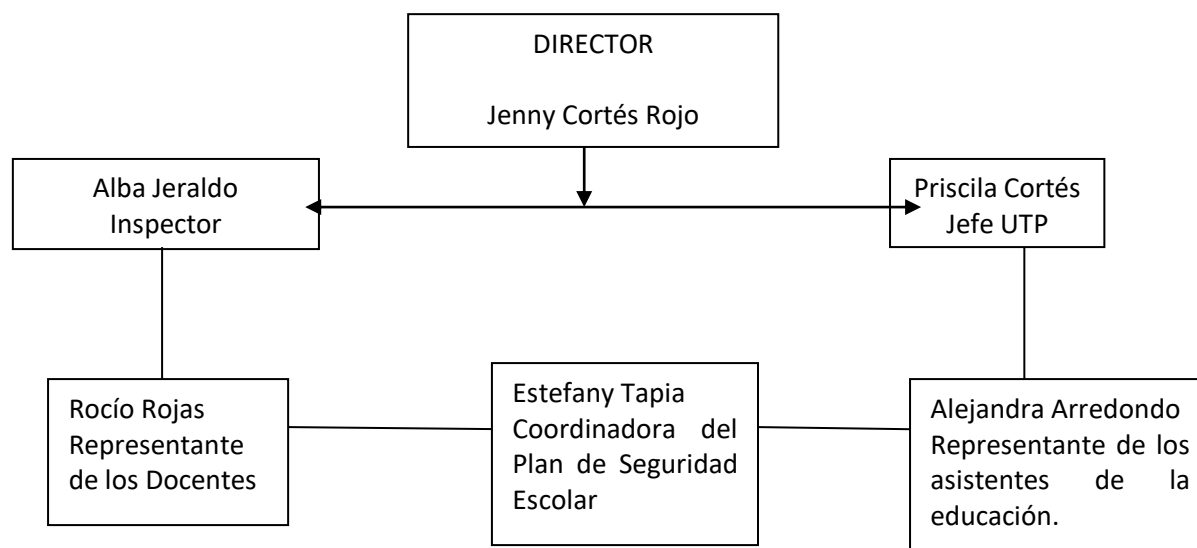 DIRECTOR
Jenny Cortés Rojo
Alba Jeraldo
Inspector
Priscila Cortés
Jefe UTP
Rocío Rojas
Representante
de los Docentes
Estefany Tapia
Coordinadora del
Plan de Seguridad
Escolar
Alejandra Arredondo
Representante de los
asistentes de la
educación.